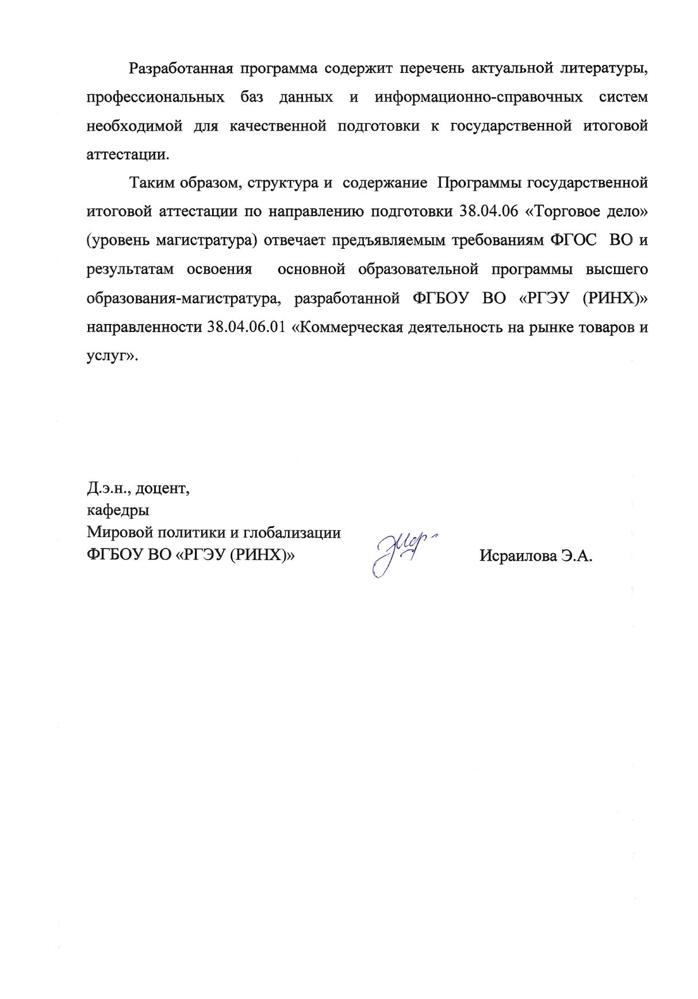 Разработанная программа содержит перечень актуальной литературы,
профессиональных баз данных и информационно-справочных систем
необходимой для качественной подготовки к государственной итоговой
аттестации.
Таким образом, структура и содержание Программы государственной
итоговой аттестации по направлению подготовки 38.04.06 «Торговое дело»
(уровень магистратура) отвечает предъявляемым требованиям ФГОС ВО и
результатам освоения основной образовательной программы высшего
образования-магистратура, разработанной ФГБОУ ВО «РГЭУ (РИНХ)»
направленности 38.04.06.01 «Коммерческая деятельность на рынке товаров и
услуг».
Д.э.н., доцент,
кафедры
Мировой политики и глобализации
ФГБОУ ВО «РГЭУ (РИНХ)» Исраилова Э.А.